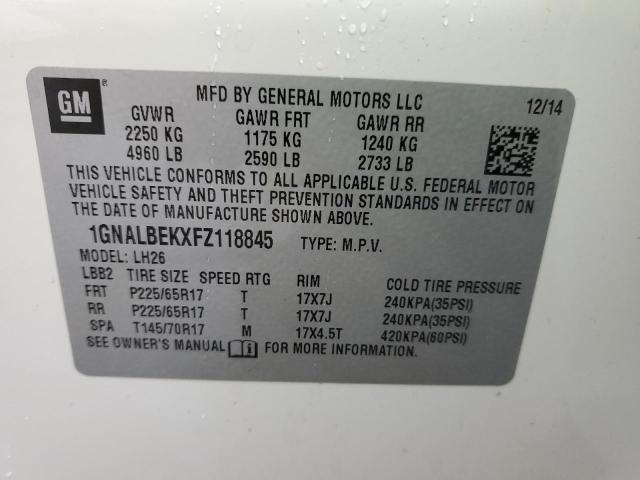 GM ®
MFD BY GENERAL MOTORS LLC 12/14
GVWR GAWR FRT GAWR RR
2250 KG 1175 KG 1240 KG
4960 LB 2590 LB 2733 LB
THIS VEHICLE CONFORMS TO ALL APPLICABLE U.S. FEDERAL MOTOR
VEHICLE SAFETY AND THEFT PREVENTION STANDARDS IN EFFECT ON
THE DATE OF MANUFACTURE SHOWN ABOVE.
1GNALBEKXFZ118845 TYPE: M.P.V.
MODEL: LH26
LBB2 TIRE SIZE SPEED RTG RIM COLD TIRE PRESSURE
FRT P225/65R17 T 17X7J 240KPA(35PSI)
RR P225/65R17 T 17X7J 240KPA(35PSI)
SPA T145/70R17 M 17X4.5T 420KPA(60PSI)
SEE OWNER'S MANUAL FOR MORE INFORMATION.